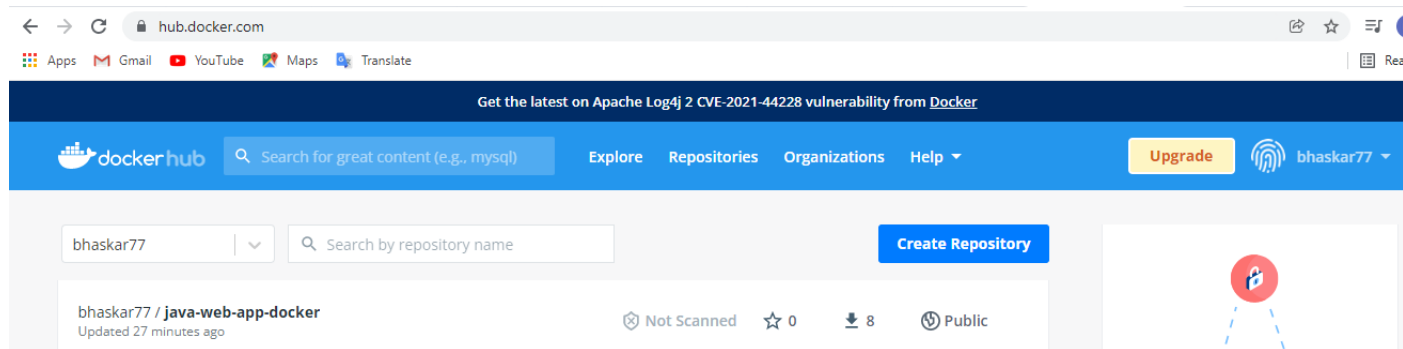 hub.docker.com
Apps Gmail YouTube Maps Translate
Get the latest on Apache Log4j 2 CVE-2021-44228 vulnerability from Docker
dockerhub Search for great content (e.g., mysql) Explore Repositories Organizations Help Upgrade bhaskar77
bhaskar77 Search by repository name Create Repository
bhaskar77 / java-web-app-docker Not Scanned 0 8 Public
Updated 27 minutes ago